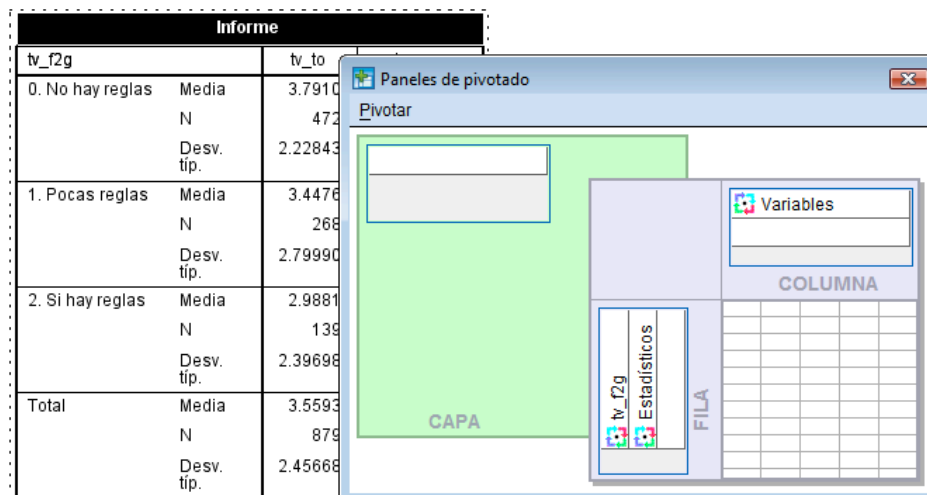 Informe
tv_f2g tv_to
0. No hay reglas Media 3.7910
N 472
Desv. típ. 2.22843
1. Pocas reglas Media 3.4476
N 268
Desv. típ. 2.79990
2. Si hay reglas Media 2.9881
N 139
Desv. típ. 2.39698
Total Media 3.5593
N 879
Desv. típ. 2.45668
Paneles de pivotado
Pivotar
Variables
COLUMNA
tv_f2g
Estadísticos
FILA
CAPA